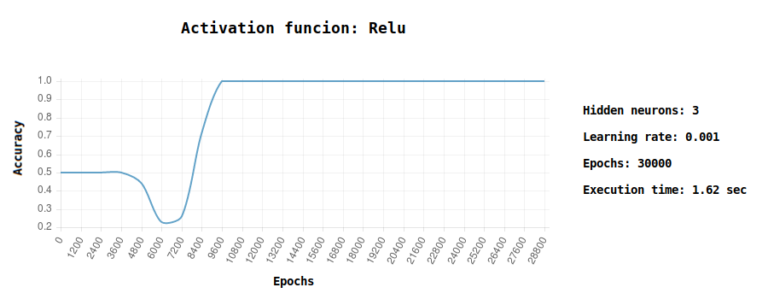 Activation funcion: Relu
1.0
0.9
0.8
0.7
0.6
0.5
0.4
0.3
0.2
Accuracy
0 1200 2400 3600 4800 6000 7200 8400 9600 10800 12000 13200 14400 15600 16800 18000 19200 20400 21600 22800 24000 25200 26400 27600 28800
Epochs
Hidden neurons: 3
Learning rate: 0.001
Epochs: 30000
Execution time: 1.62 sec